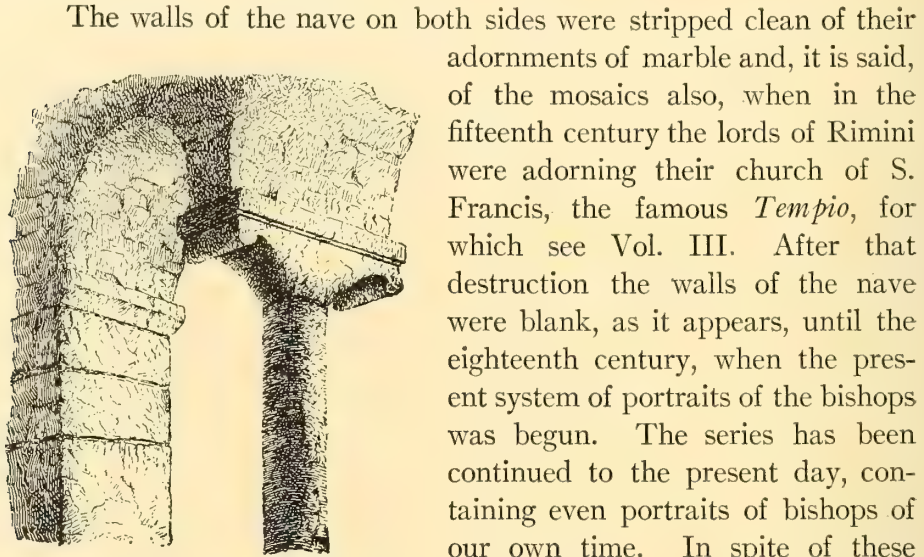 The walls of the nave on both sides were stripped clean of their
adornments of marble and, it is said,
of the mosaics also, when in the
fifteenth century the lords of Rimini
were adorning their church of S.
Francis, the famous Tempio, for
which see Vol. III. After that
destruction the walls of the nave
were blank, as it appears, until the
eighteenth century, when the pres-
ent system of portraits of the bishops
was begun. The series has been
continued to the present day, con-
taining even portraits of bishops of
our own time. In spite of these